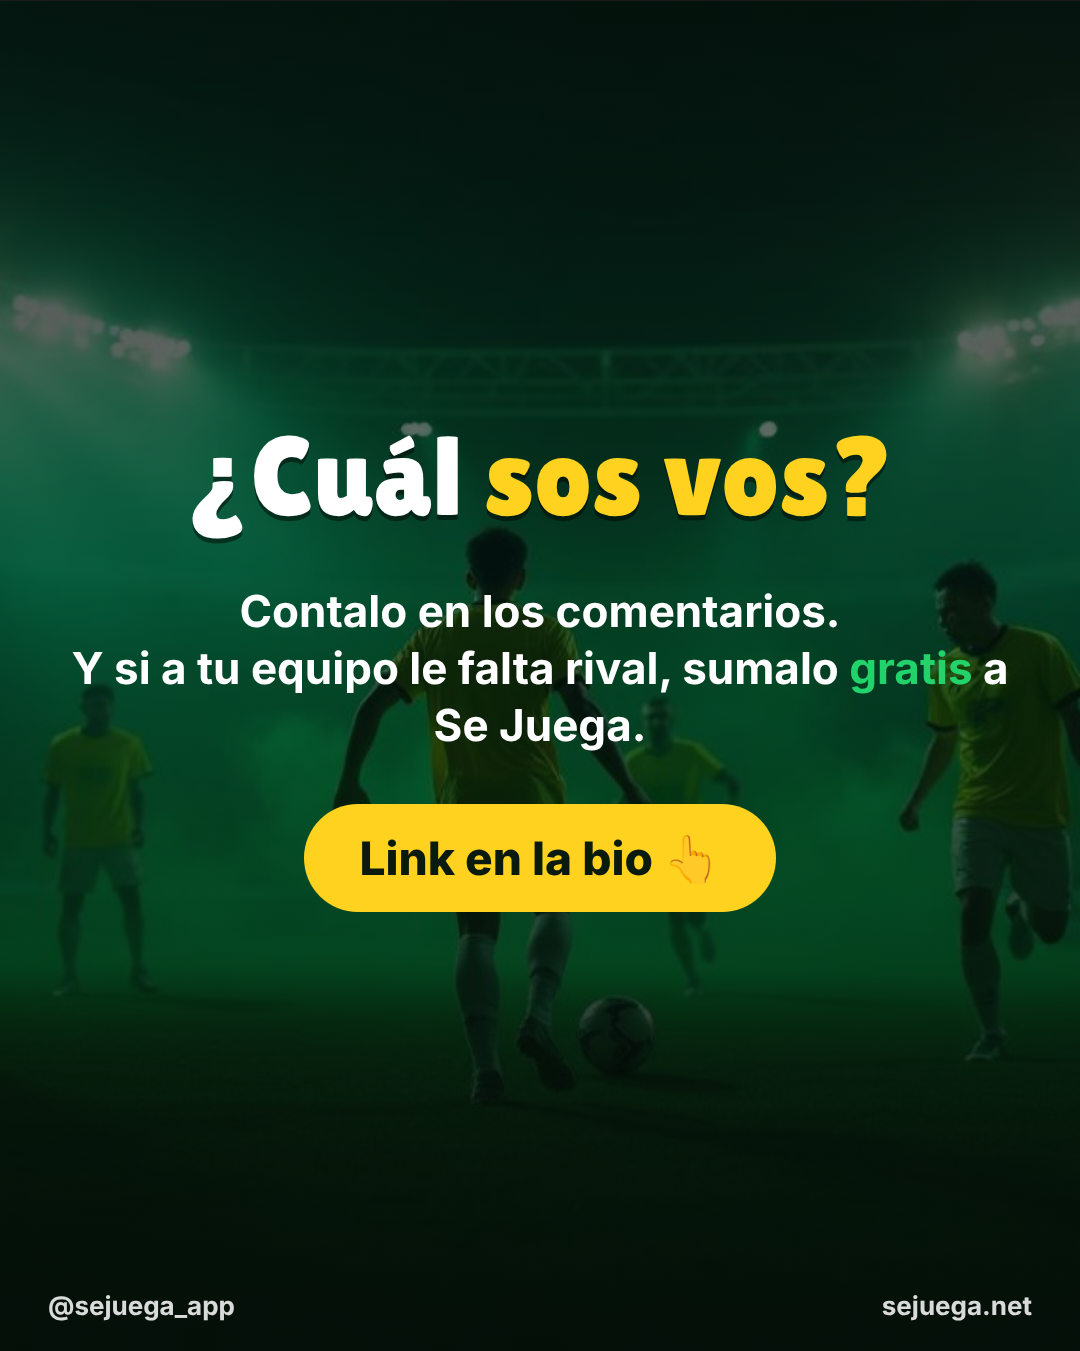 ¿Cuál sos vos?
Contalo en los comentarios.
Y si a tu equipo le falta rival, sumalo gratis a
Se Juega.
Link en la bio 👆
@sejuega_app
sejuega.net